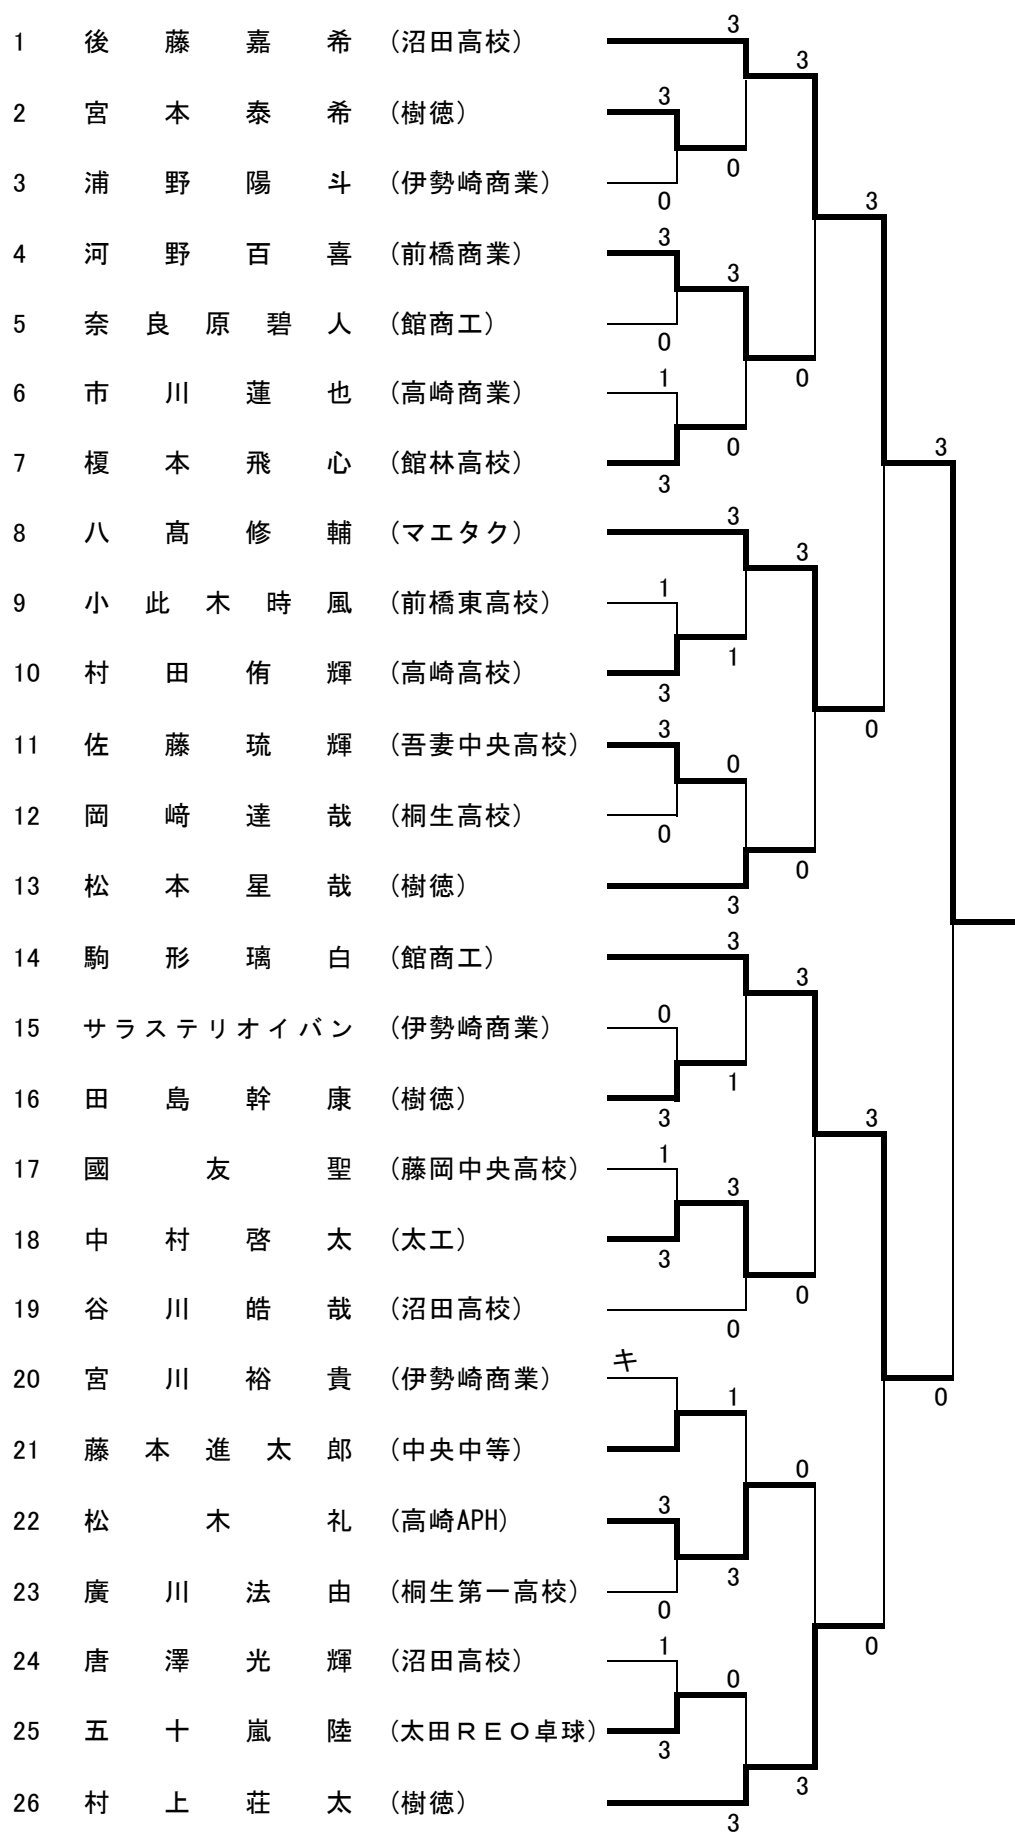 3
1 後藤嘉希 (沼田高校)
3
3
2 宮本泰希 (樹徳)
0
3 浦野陽斗 (伊勢崎商業)
0
3
3
4 河野百喜 (前橋商業)
3
5 奈良原碧人 (館商工)
0
1
0
6 市川蓮也 (高崎商業)
0
3
7 榎本飛心 (館林高校)
3
3
8 八髙修輔 (マエタク)
3
1
9 小此木時風 (前橋東高校)
1
10 村田侑輝 (高崎高校)
3
3
0
11 佐藤琉輝 (吾妻中央高校)
0
12 岡﨑達哉 (桐生高校)
0
0
13 松本星哉 (樹徳)
3
3
14 駒形璃白 (館商工)
3
0
15 サラステリオイバン (伊勢崎商業)
1
16 田島幹康 (樹徳)
3
3
1
17 國友聖 (藤岡中央高校)
3
18 中村啓太 (太工)
3
0
19 谷川皓哉 (沼田高校)
0
キ
20 宮川裕貴 (伊勢崎商業)
1
0
21 藤本進太郎 (中央中等)
0
3
22 松木礼 (高崎APH)
3
23 廣川法由 (桐生第一高校)
0
1
0
24 唐澤光輝 (沼田高校)
0
25 五十嵐陸 (太田ＲＥＯ卓球)
3
3
26 村上荘太 (樹徳)
3